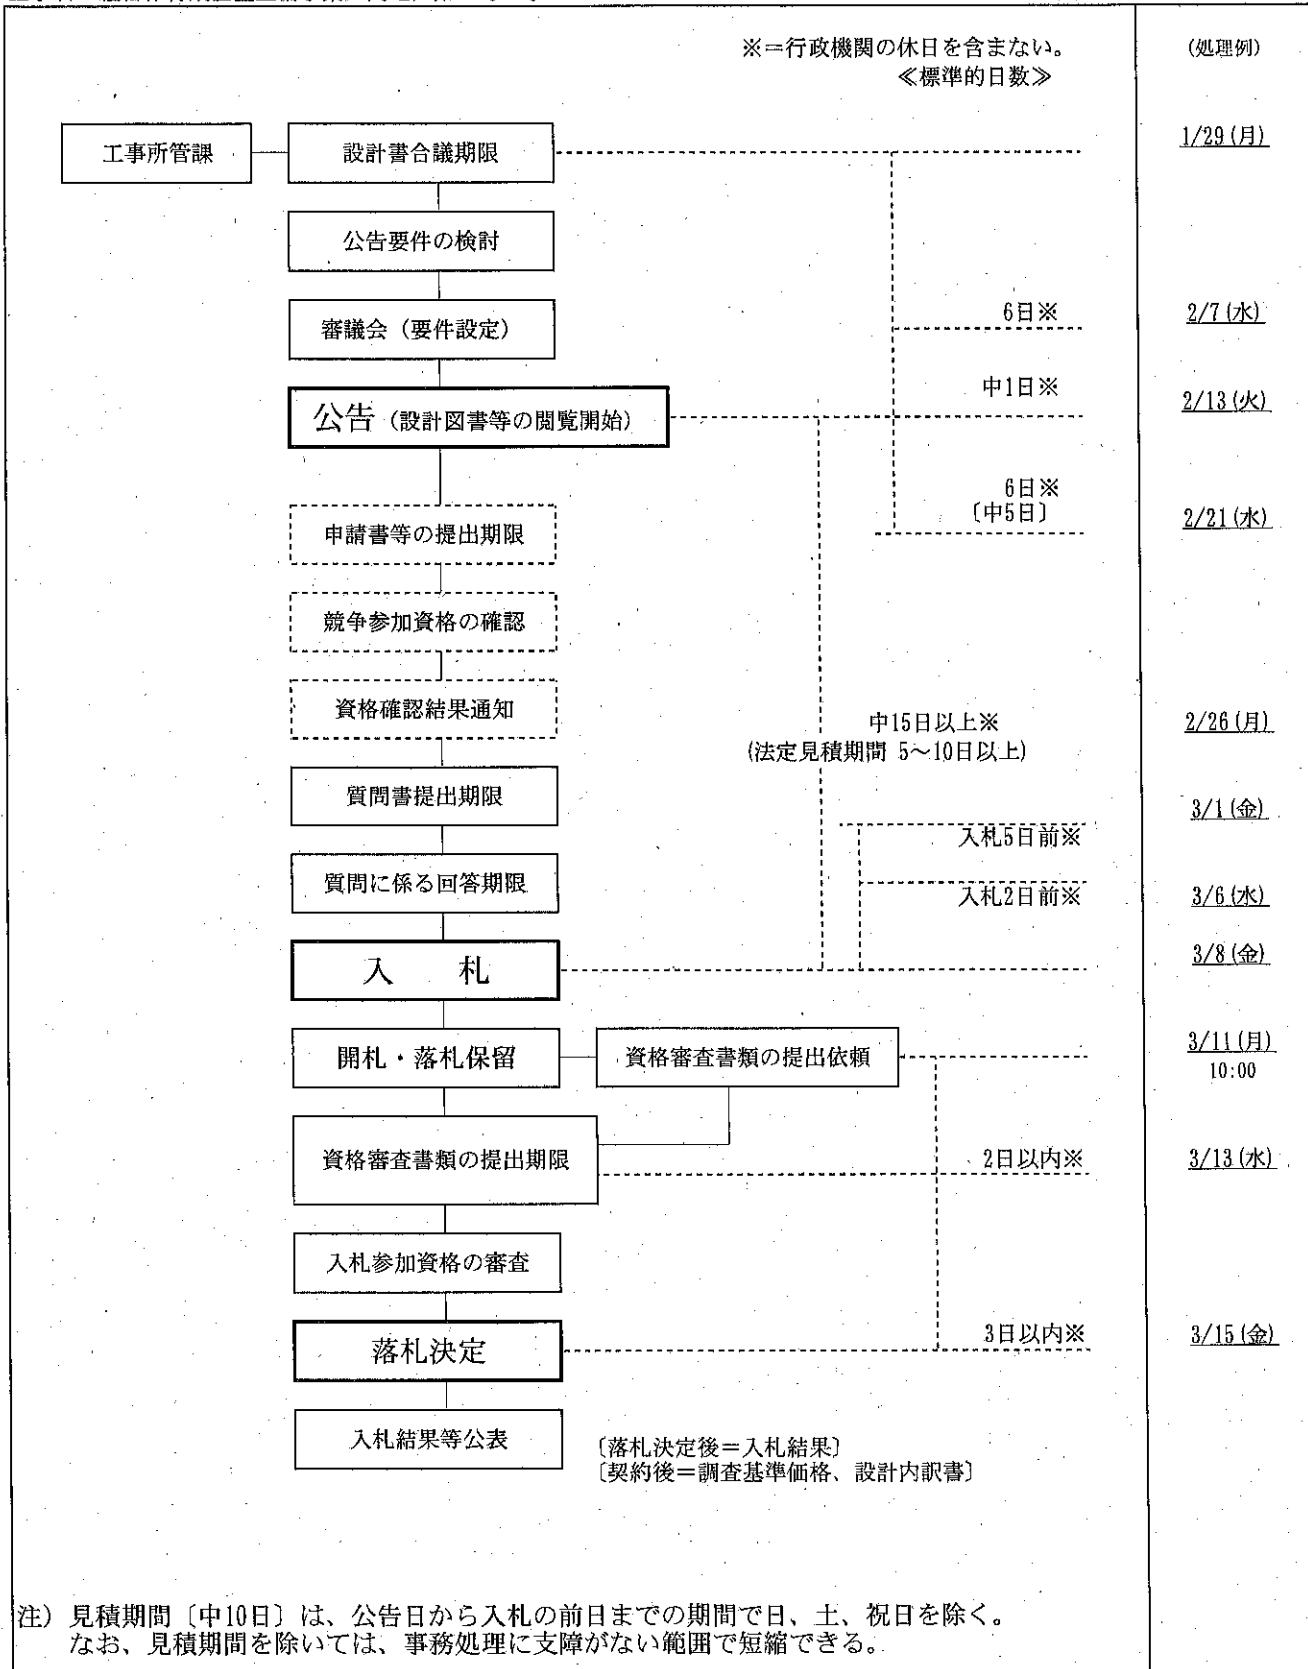 ※＝行政機関の休日を含まない。
≪標準的日数≫
(処理例)
工事所管課
設計書合議期限
1/29(月)
公告要件の検討
審議会（要件設定）
6日※
2/7(水)
公告（設計図書等の閲覧開始）
中1日※
2/13(火)
申請書等の提出期限
6日※
〔中5日〕
2/21(水)
競争参加資格の確認
資格確認結果通知
中15日以上※
(法定見積期間 5～10日以上)
2/26(月)
質問書提出期限
入札5日前※
3/1(金)
質問に係る回答期限
入札2日前※
3/6(水)
入　札
3/8(金)
開札・落札保留
資格審査書類の提出依頼
3/11(月)
10:00
資格審査書類の提出期限
2日以内※
3/13(水)
入札参加資格の審査
落札決定
3日以内※
3/15(金)
入札結果等公表
〔落札決定後＝入札結果〕
〔契約後＝調査基準価格、設計内訳書〕
注）見積期間〔中10日〕は、公告日から入札の前日までの期間で日、土、祝日を除く。
なお、見積期間を除いては、事務処理に支障がない範囲で短縮できる。